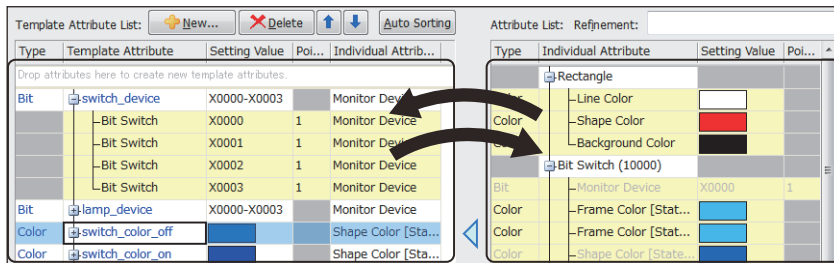 Template Attribute List: New... Delete Auto Sorting
Type Template Attribute Setting Value Poi... Individual Attrib...
Drop attributes here to create new template attributes.
Bit switch_device X0000-X0003 Monitor Device
Bit Switch X0000 1 Monitor Device
Bit Switch X0001 1 Monitor Device
Bit Switch X0002 1 Monitor Device
Bit Switch X0003 1 Monitor Device
Bit lamp_device X0000-X0003 Monitor Device
Color switch_color_off Shape Color [Sta...
Color switch_color_on Shape Color [Sta...
Attribute List: Refinement:
Type Individual Attribute Setting Value Poi...
Rectangle
Line Color
Color Shape Color
Background Color
Bit Switch (10000)
Bit Monitor Device X0000 1
Color Frame Color [Stat...
Color Frame Color [Stat...
Color Shape Color [State...